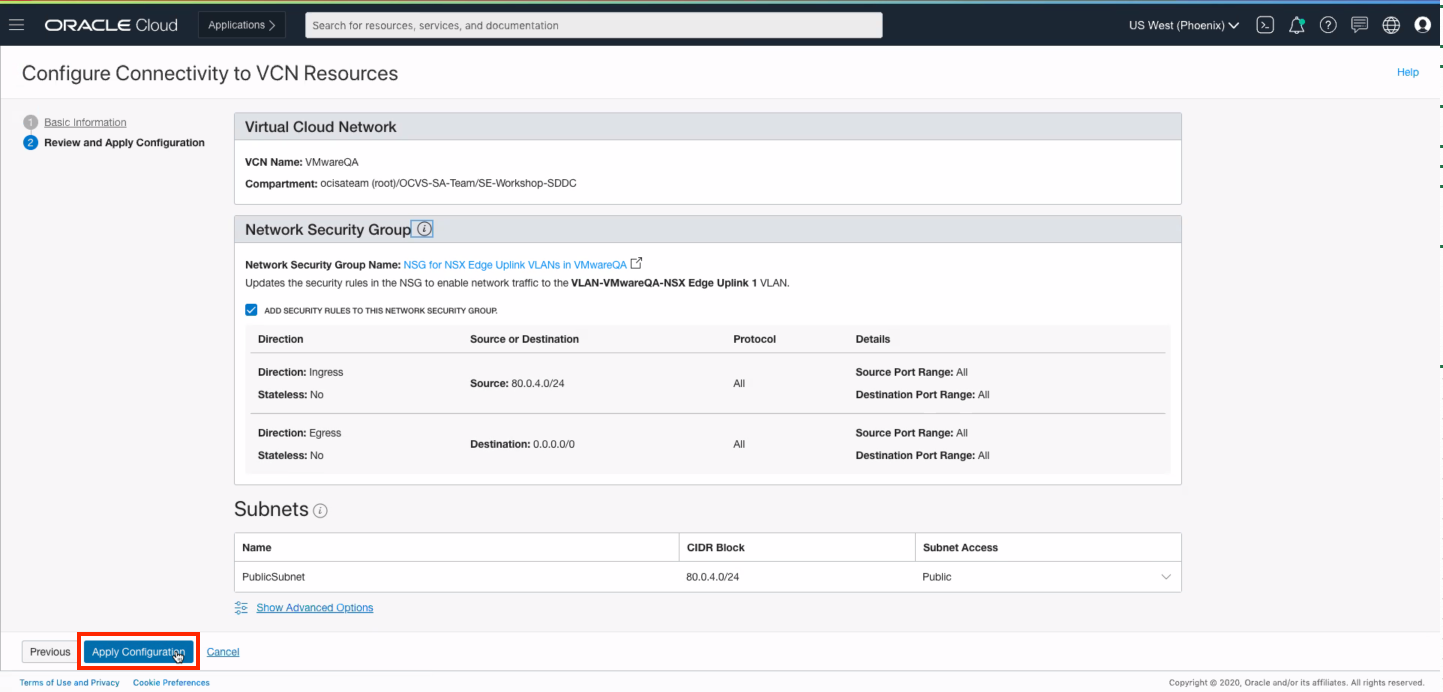 ORACLE Cloud
Applications >
Search for resources, services, and documentation
US West (Phoenix)
Configure Connectivity to VCN Resources
Help
1 Basic Information
2 Review and Apply Configuration
Virtual Cloud Network
VCN Name: VMwareQA
Compartment: ocisateam (root)/OCVS-SA-Team/SE-Workshop-SDDC
Network Security Group i
Network Security Group Name: NSG for NSX Edge Uplink VLANs in VMwareQA
Updates the security rules in the NSG to enable network traffic to the VLAN-VMwareQA-NSX Edge Uplink 1 VLAN.
ADD SECURITY RULES TO THIS NETWORK SECURITY GROUP.
Direction Source or Destination Protocol Details
Direction: Ingress
Stateless: No
Source: 80.0.4.0/24
All
Source Port Range: All
Destination Port Range: All
Direction: Egress
Stateless: No
Destination: 0.0.0.0/0
All
Source Port Range: All
Destination Port Range: All
Subnets i
Name CIDR Block Subnet Access
PublicSubnet 80.0.4.0/24 Public
Show Advanced Options
Previous Apply Configuration Cancel
Terms of Use and Privacy Cookie Preferences
Copyright © 2020, Oracle and/or its affiliates. All rights reserved.